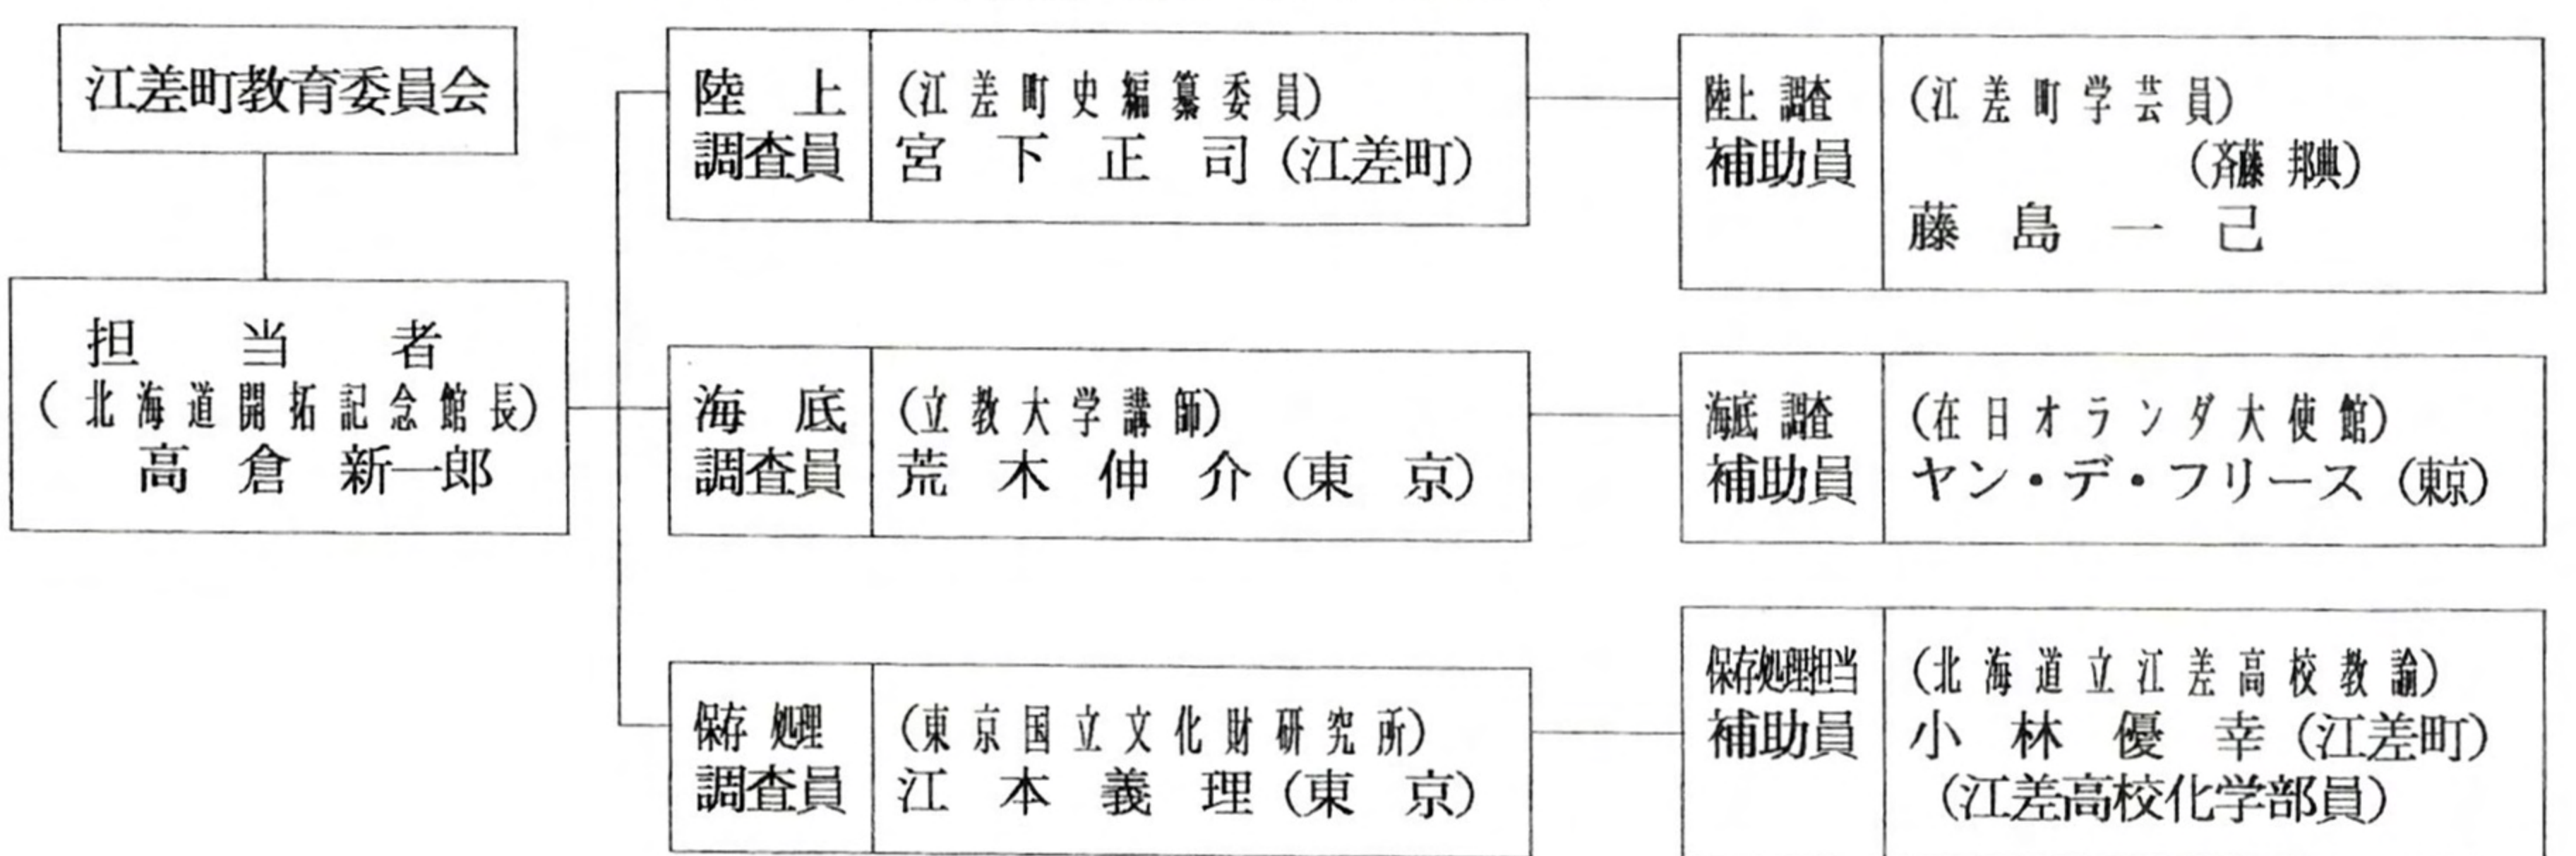 江差町教育委員会
担当者
(北海道開拓記念館長)
高倉新一郎
陸上
調査員
(江差町史編纂委員)
宮下正司(江差町)
陸上調査
補助員
(江差町学芸員)
(斉藤邦典)
藤島一己
海底
調査員
(立教大学講師)
荒木伸介(東京)
海底調査
補助員
(在日オランダ大使館)
ヤン・デ・フリース(東京)
保存処理
調査員
(東京国立文化財研究所)
江本義理(東京)
保存処理担当
補助員
(北海道立江差高校教諭)
小林優幸(江差町)
(江差高校化学部員)